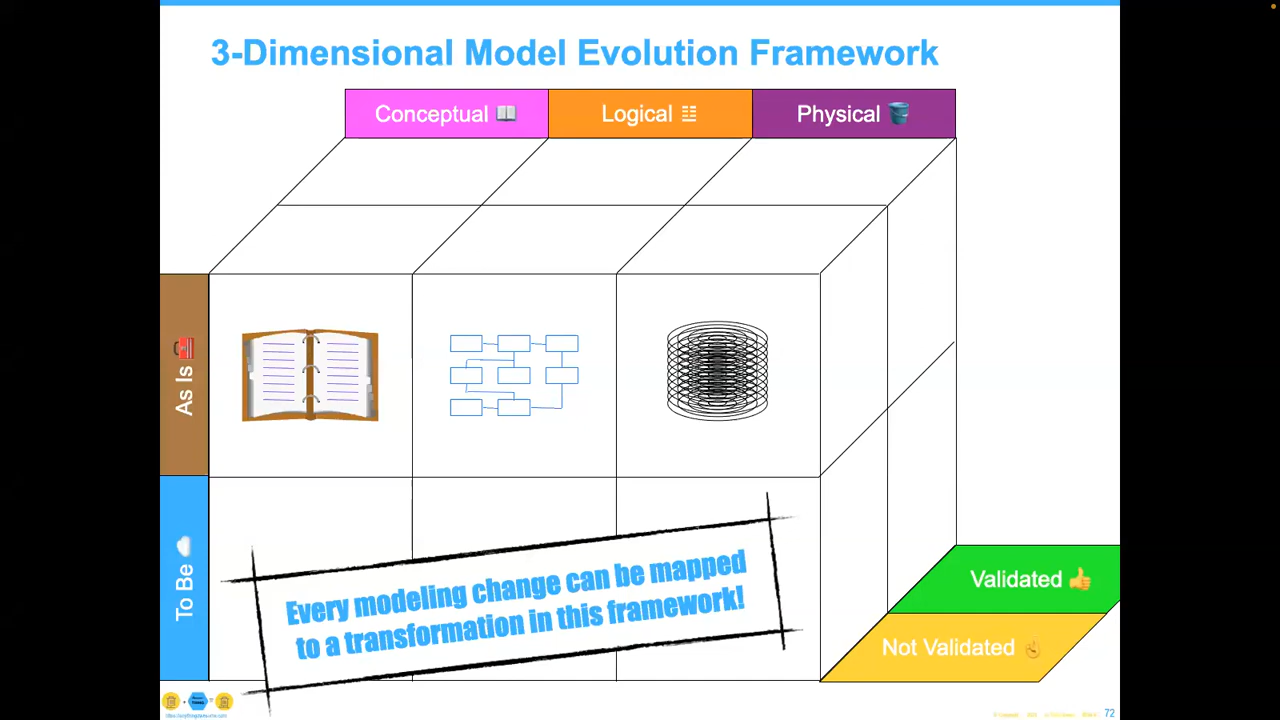 3-Dimensional Model Evolution Framework
Conceptual
Logical
Physical
As Is
To Be
Every modeling change can be mapped
to a transformation in this framework!
Validated
Not Validated
72